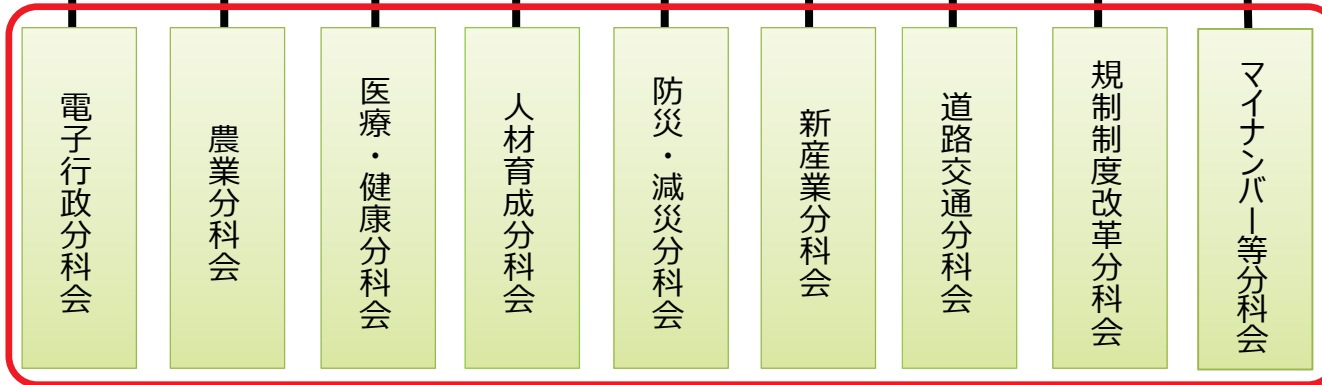 電子行政分科会
農業分科会
医療・健康分科会
人材育成分科会
防災・減災分科会
新産業分科会
道路交通分科会
規制制度改革分科会
マイナンバー等分科会